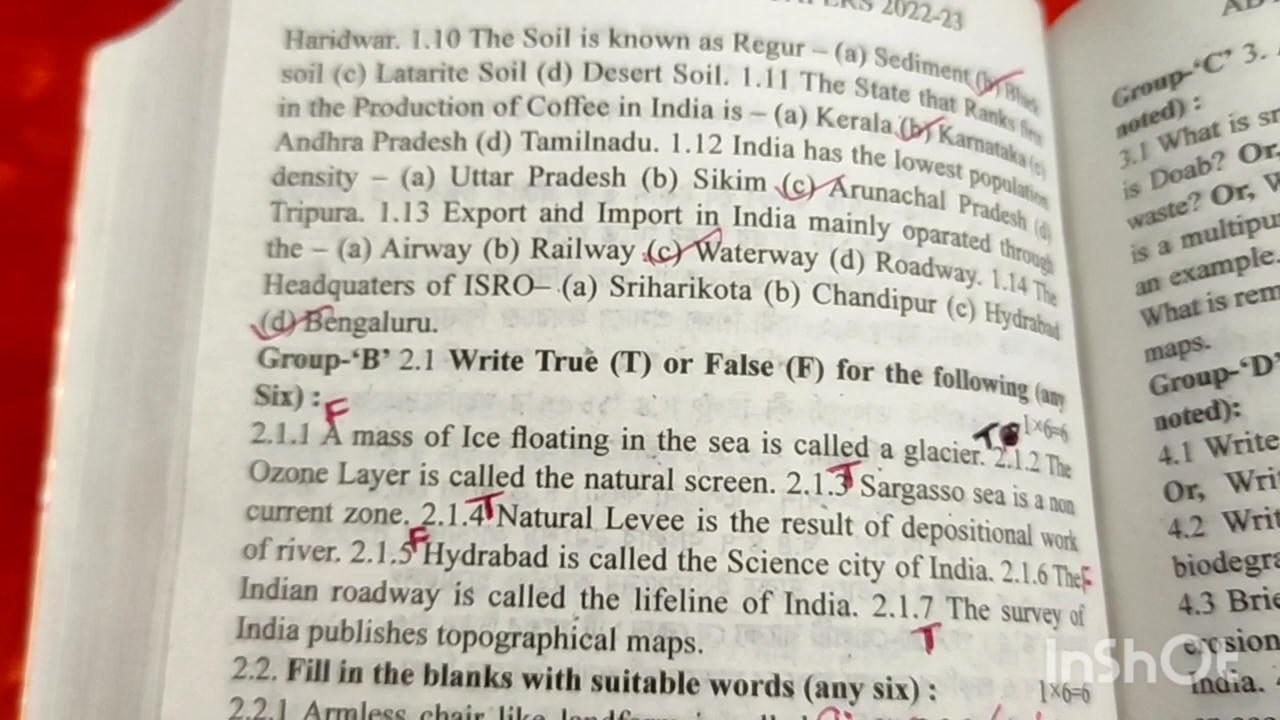 PERS 2022-23
Haridwar. 1.10 The Soil is known as Regur – (a) Sediment (b) Black
soil (c) Latarite Soil (d) Desert Soil. 1.11 The State that Ranks first
in the Production of Coffee in India is – (a) Kerala (b) Karnataka (c)
Andhra Pradesh (d) Tamilnadu. 1.12 India has the lowest population
density – (a) Uttar Pradesh (b) Sikim (c) Arunachal Pradesh (d)
Tripura. 1.13 Export and Import in India mainly oparated through
the – (a) Airway (b) Railway (c) Waterway (d) Roadway. 1.14 The
Headquaters of ISRO– (a) Sriharikota (b) Chandipur (c) Hydrabad
(d) Bengaluru.
Group-‘B’ 2.1 Write True (T) or False (F) for the following (any
Six) : 1×6=6
F
2.1.1 A mass of Ice floating in the sea is called a glacier. T 2.1.2 The
Ozone Layer is called the natural screen. 2.1.3 T Sargasso sea is a non
current zone. 2.1.4 T Natural Levee is the result of depositional work
of river. 2.1.5 F Hydrabad is called the Science city of India. 2.1.6 The F
Indian roadway is called the lifeline of India. 2.1.7 The survey of
India publishes topographical maps. T
2.2. Fill in the blanks with suitable words (any six) : 1×6=6
2.2.1 Armless chair like
Group-‘C’ 3.
noted) :
3.1 What is
is Doab? Or,
waste? Or,
is a
an example.
What is
maps.
Group-‘D’
noted):
4.1 Write
Or,
4.2
4.3
erosion
India.
InShOt